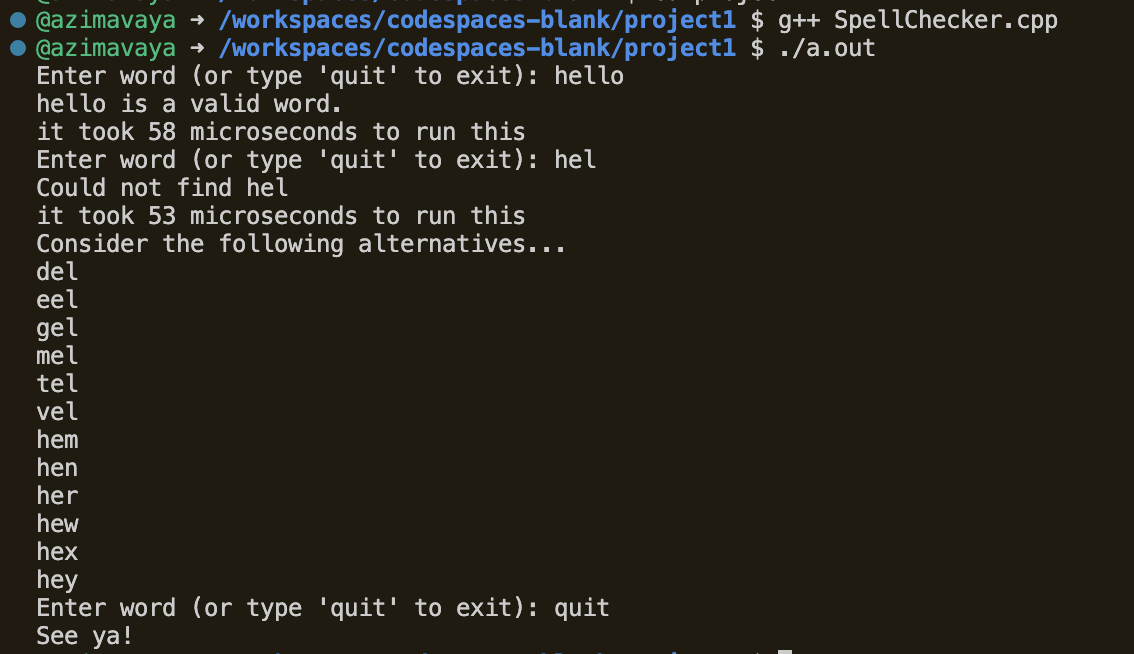 @azimavaya ➜ /workspaces/codespaces-blank/project1 $ g++ SpellChecker.cpp
@azimavaya ➜ /workspaces/codespaces-blank/project1 $ ./a.out
Enter word (or type 'quit' to exit): hello
hello is a valid word.
it took 58 microseconds to run this
Enter word (or type 'quit' to exit): hel
Could not find hel
it took 53 microseconds to run this
Consider the following alternatives...
del
eel
gel
mel
tel
vel
hem
hen
her
hew
hex
hey
Enter word (or type 'quit' to exit): quit
See ya!